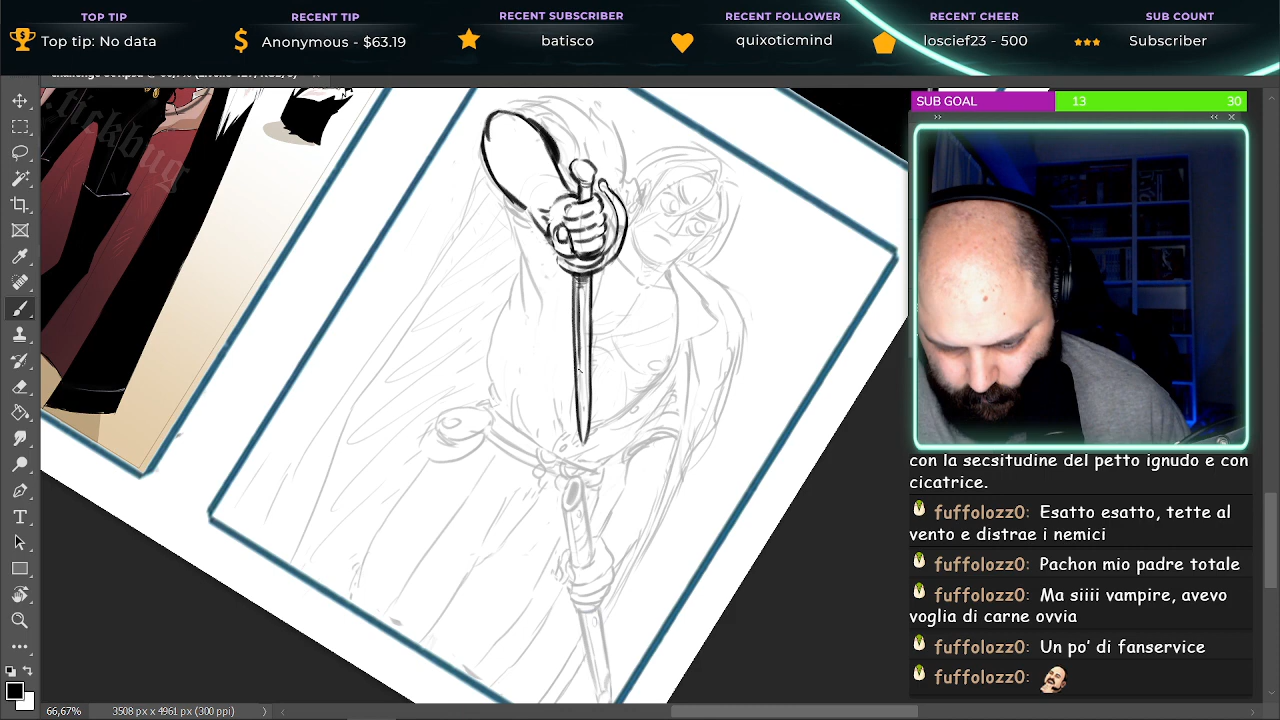 TOP TIP
Top tip: No data
RECENT TIP
Anonymous - $63.19
RECENT SUBSCRIBER
batisco
RECENT FOLLOWER
quixoticmind
RECENT CHEER
loscief23 - 500
SUB COUNT
Subscriber
SUB GOAL 13 30
con la secsitudine del petto ignudo e con
cicatrice.
fuffolozz0: Esatto esatto, tette al
vento e distrae i nemici
fuffolozz0: Pachon mio padre totale
fuffolozz0: Ma siiii vampire, avevo
voglia di carne ovvia
fuffolozz0: Un po' di fanservice
fuffolozz0:
66,67% 3508 px x 4961 px (300 ppi)